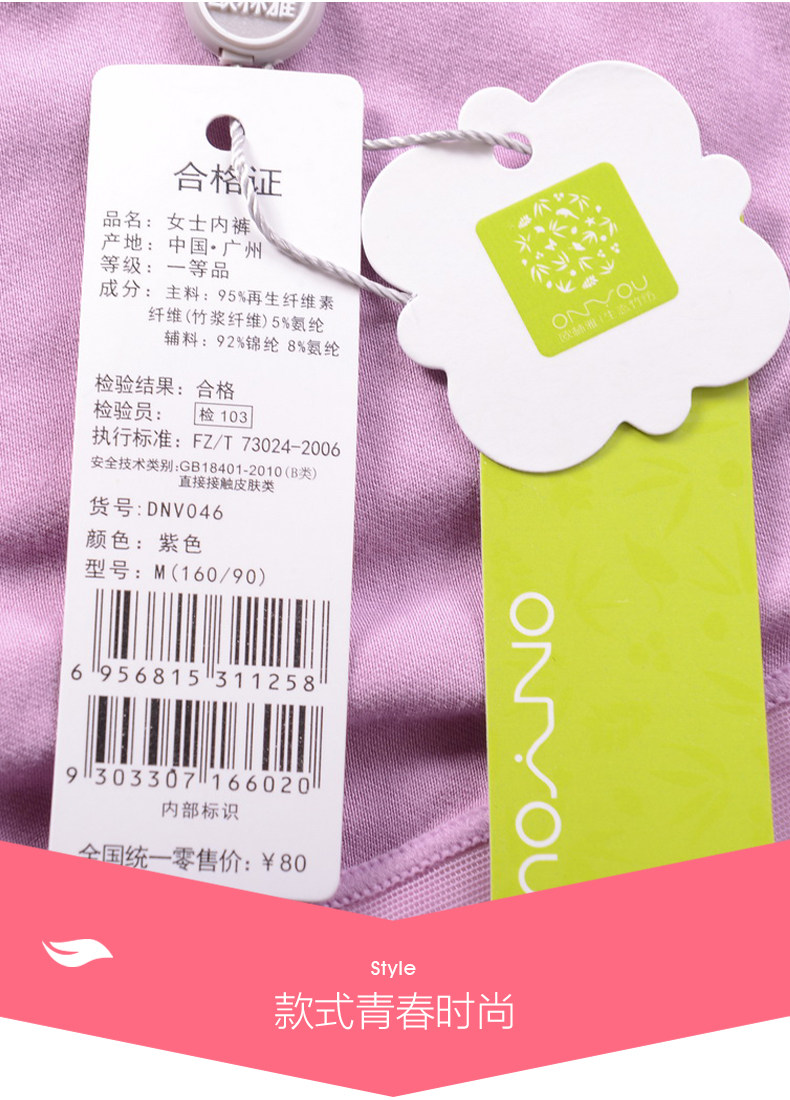 合格证
品名：女士内裤
产地：中国·广州
等级：一等品
成分：主料：95%再生纤维素
纤维(竹浆纤维)5%氨纶
辅料：92%锦纶 8%氨纶
检验结果：合格
检验员：检 103
执行标准：FZ/T 73024-2006
安全技术类别:GB18401-2010(B类)
直接接触皮肤类
货号:DNV046
颜色：紫色
型号：M(160/90)
6 956815 311258
9 303307 166020
内部标识
全国统一零售价：￥80
ONYOU
ONYOU
Style
款式青春时尚